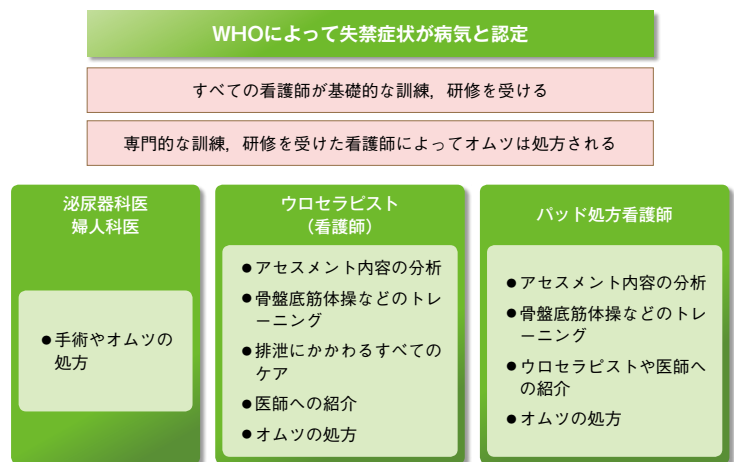 WHOによって失禁症状が病気と認定
すべての看護師が基礎的な訓練，研修を受ける
専門的な訓練，研修を受けた看護師によってオムツは処方される
泌尿器科医
婦人科医
●手術やオムツの
処方
ウロセラピスト
（看護師）
●アセスメント内容の分析
●骨盤底筋体操などのトレ
ーニング
●排泄にかかわるすべての
ケア
●医師への紹介
●オムツの処方
パッド処方看護師
●アセスメント内容の分析
●骨盤底筋体操などのトレ
ーニング
●ウロセラピストや医師へ
の紹介
●オムツの処方